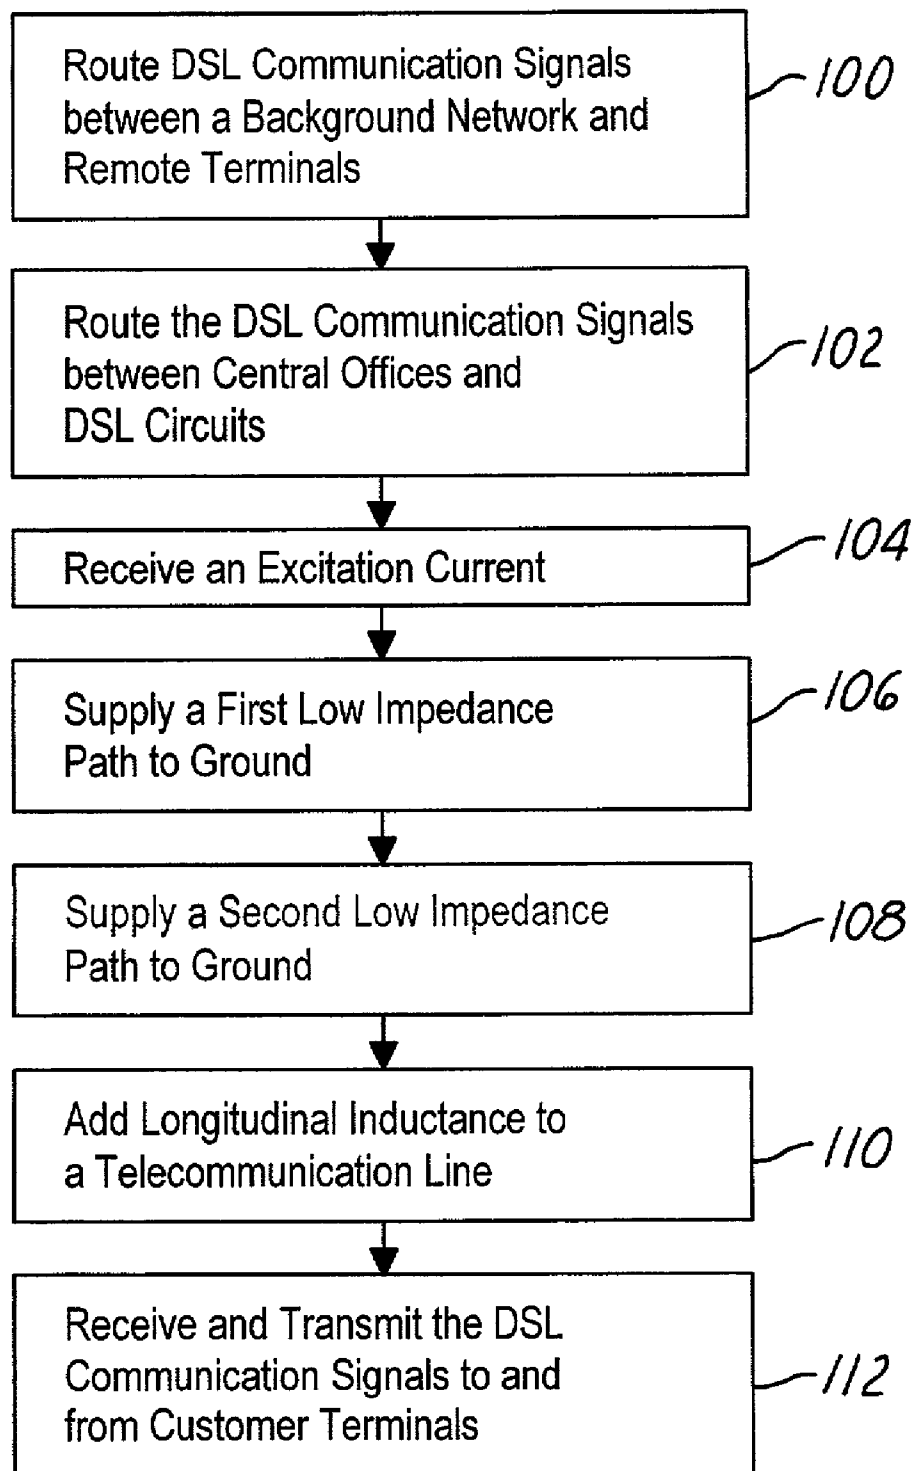 Route DSL Communication Signals
between a Background Network and
Remote Terminals
100
Route the DSL Communication Signals
between Central Offices and
DSL Circuits
102
Receive an Excitation Current
104
Supply a First Low Impedance
Path to Ground
106
Supply a Second Low Impedance
Path to Ground
108
Add Longitudinal Inductance to
a Telecommunication Line
110
Receive and Transmit the DSL
Communication Signals to and
from Customer Terminals
112